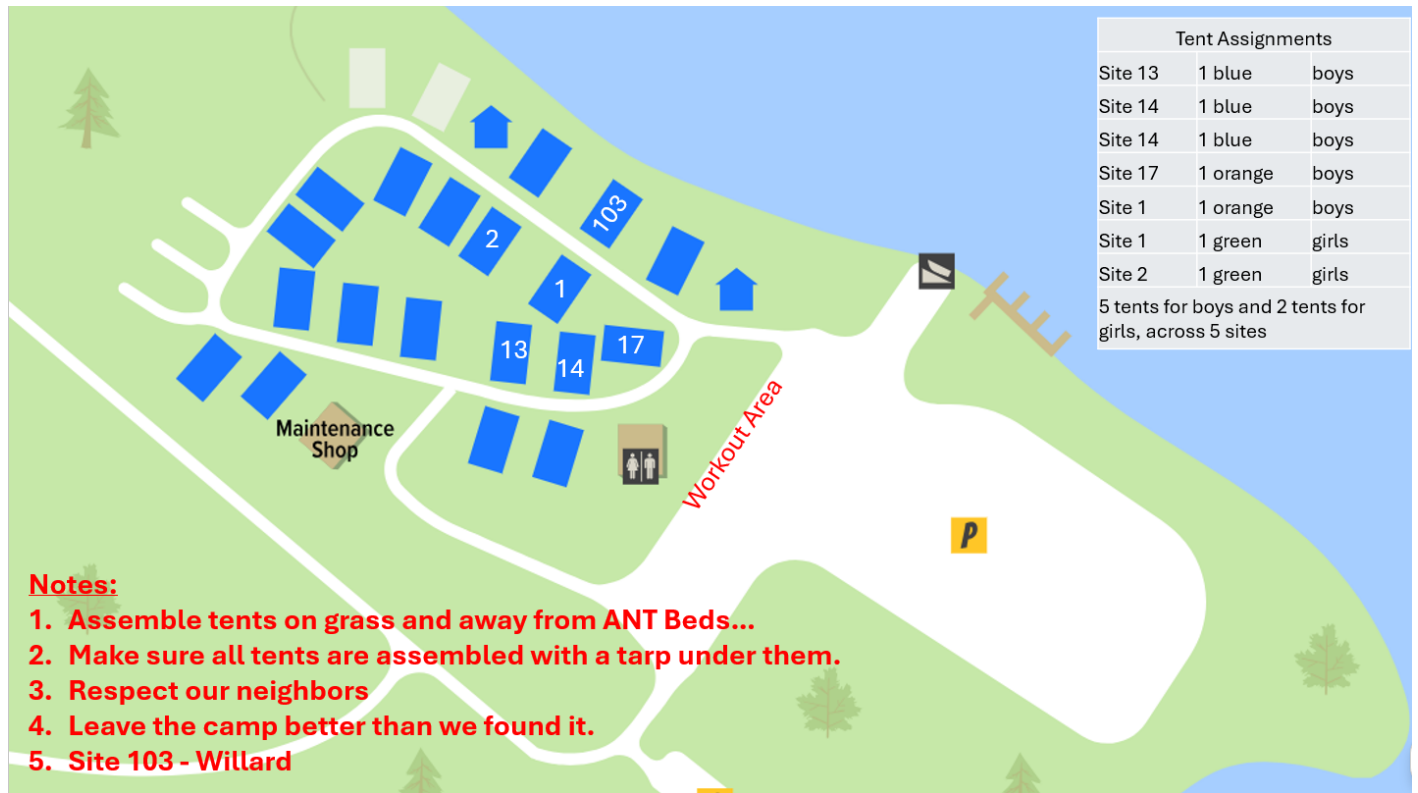 Tent Assignments
Site 13 1 blue boys
Site 14 1 blue boys
Site 14 1 blue boys
Site 17 1 orange boys
Site 1 1 orange boys
Site 1 1 green girls
Site 2 1 green girls
5 tents for boys and 2 tents for
girls, across 5 sites
103
2
1
13
14
17
Maintenance
Shop
Workout Area
P
Notes:
1. Assemble tents on grass and away from ANT Beds...
2. Make sure all tents are assembled with a tarp under them.
3. Respect our neighbors
4. Leave the camp better than we found it.
5. Site 103 - Willard